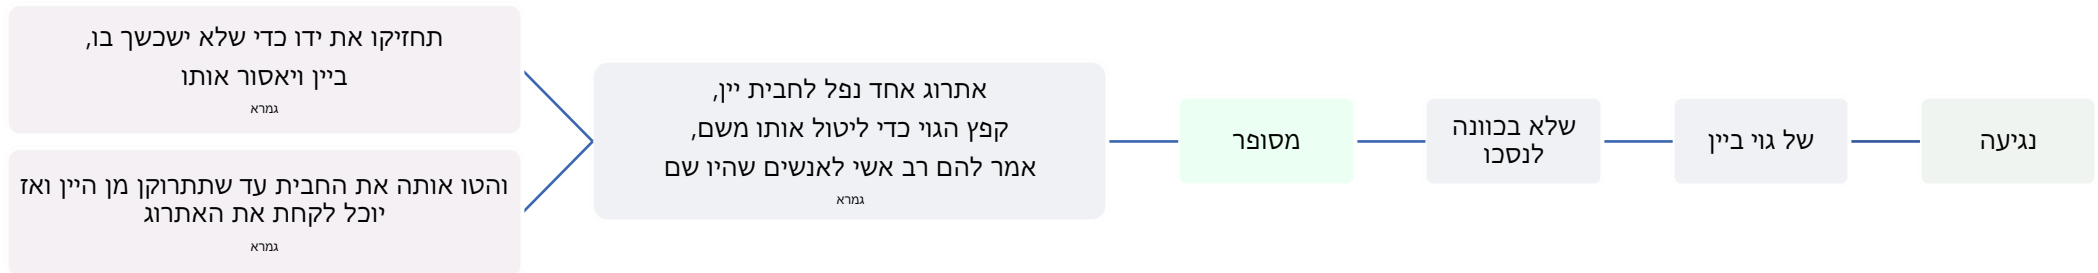 נגיעה
של גוי ביין
שלא בכוונה
לנסכו
מסופר
אתרוג אחד נפל לחבית יין,
קפץ הגוי כדי ליטול אותו משם,
אמר להם רב אשי לאנשים שהיו שם
גמרא
תחזיקו את ידו כדי שלא ישכשך בו,
ביין ויאסור אותו
גמרא
והטו אותה את החבית עד שתתרוקן מן היין ואז
יוכל לקחת את האתרוג
גמרא